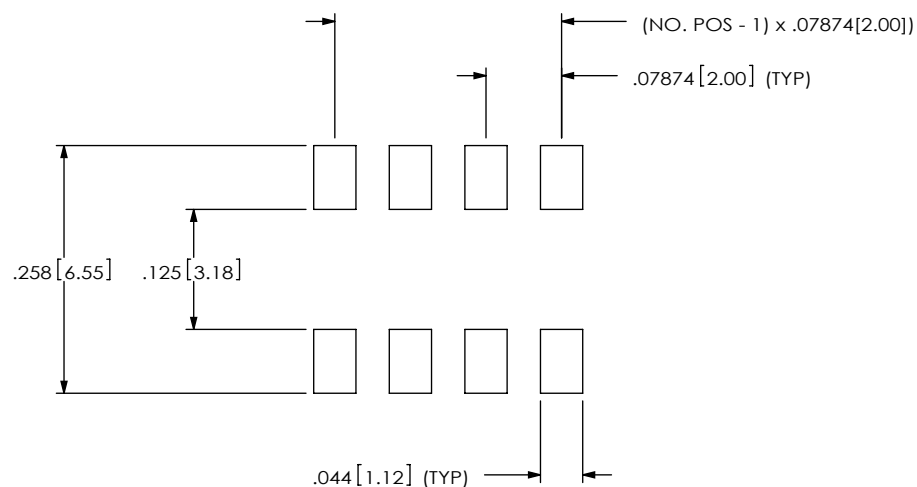 (NO. POS - 1) x .07874[2.00])
.07874[2.00] (TYP)
.258[6.55]
.125[3.18]
.044[1.12] (TYP)